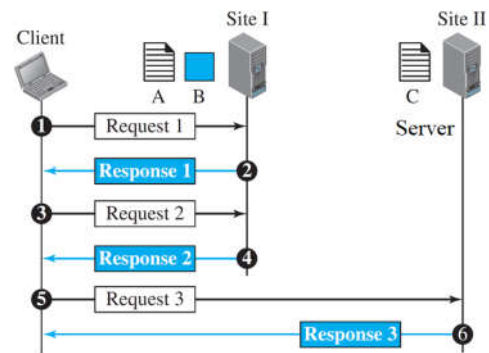 Site I
Site II
Client
A
B
C
1
Request 1
Server
Response 1
2
3
Request 2
Response 2
4
5
Request 3
Response 3
6